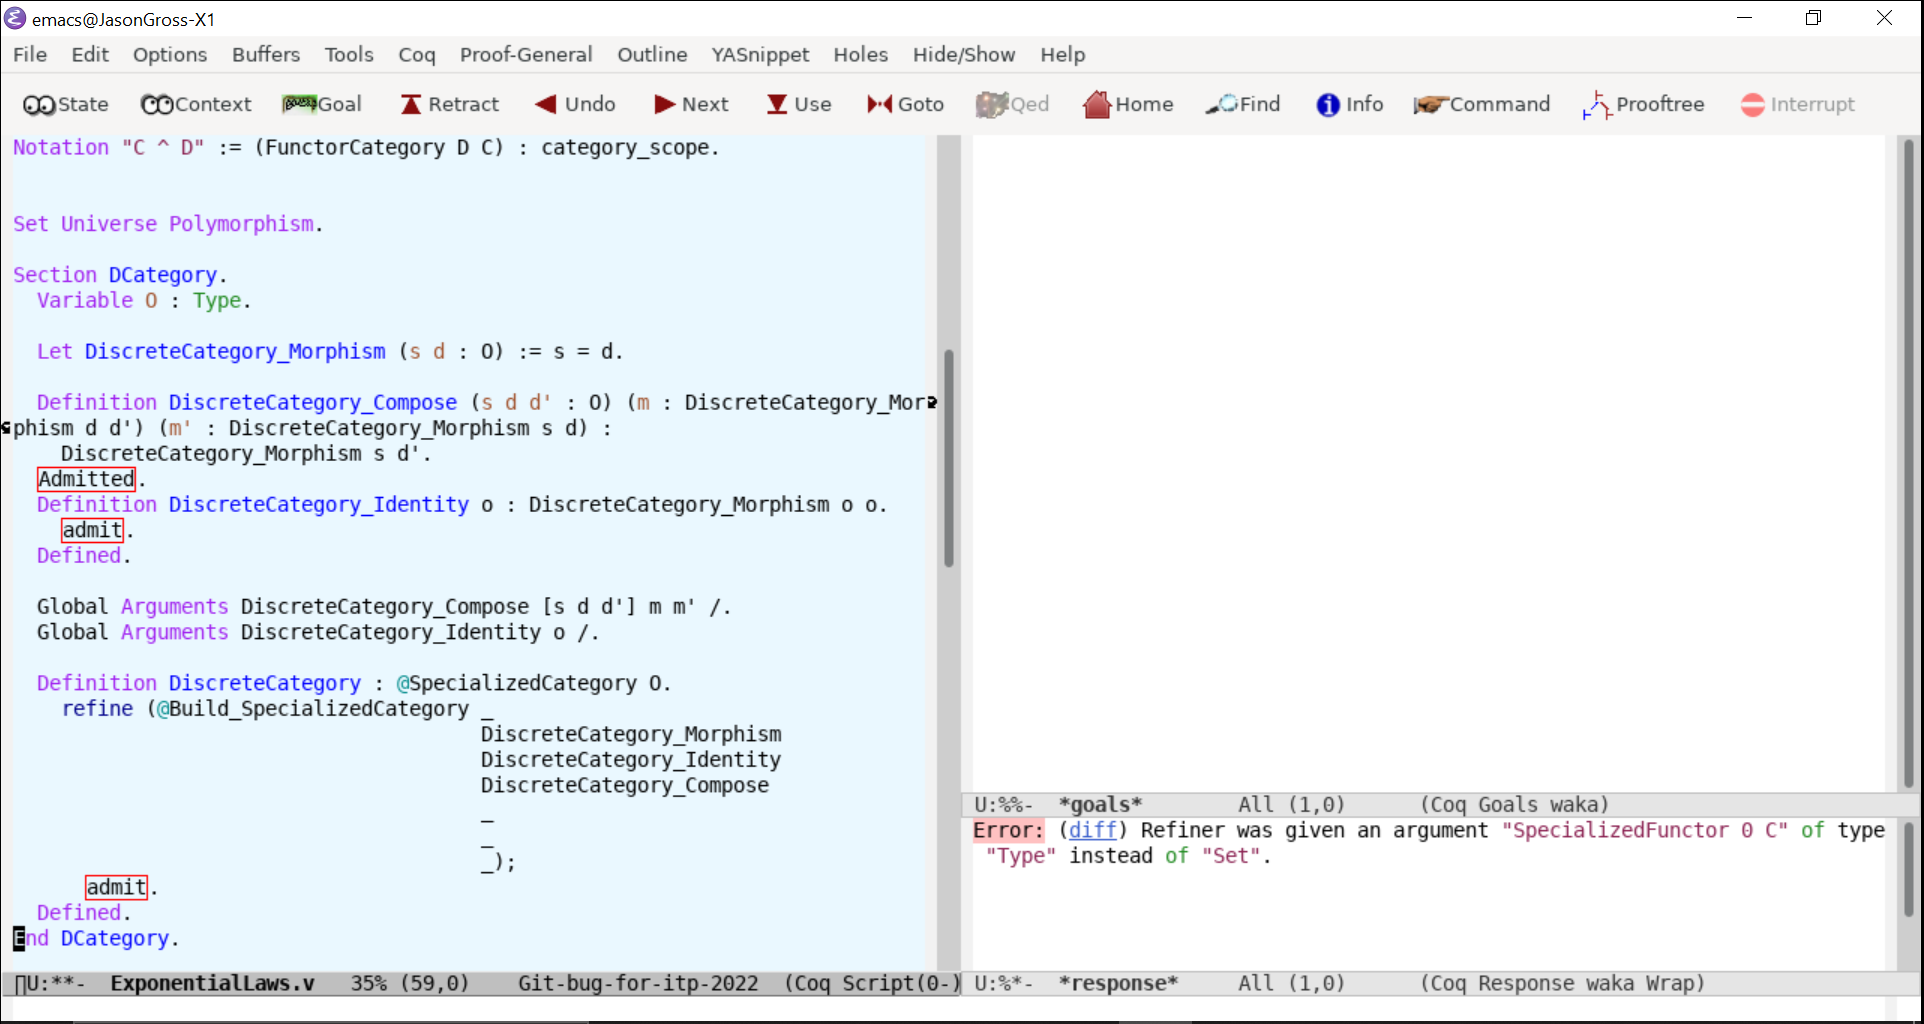 emacs@JasonGross-X1
File Edit Options Buffers Tools Coq Proof-General Outline YASnippet Holes Hide/Show Help
State Context Goal Retract Undo Next Use Goto Qed Home Find Info Command Prooftree Interrupt
Notation "C ^ D" := (FunctorCategory D C) : category_scope.
Set Universe Polymorphism.
Section DCategory.
Variable O : Type.
Let DiscreteCategory_Morphism (s d : O) := s = d.
Definition DiscreteCategory_Compose (s d d' : O) (m : DiscreteCategory_Mor
phism d d') (m' : DiscreteCategory_Morphism s d) :
DiscreteCategory_Morphism s d'.
Admitted.
Definition DiscreteCategory_Identity o : DiscreteCategory_Morphism o o.
admit.
Defined.
Global Arguments DiscreteCategory_Compose [s d d'] m m' /.
Global Arguments DiscreteCategory_Identity o /.
Definition DiscreteCategory : @SpecializedCategory O.
refine (@Build_SpecializedCategory _
DiscreteCategory_Morphism
DiscreteCategory_Identity
DiscreteCategory_Compose
_
_
_);
admit.
Defined.
End DCategory.
U:**- ExponentialLaws.v 35% (59,0) Git-bug-for-itp-2022 (Coq Script(0-)
U:%%- *goals* All (1,0) (Coq Goals waka)
Error: (diff) Refiner was given an argument "SpecializedFunctor 0 C" of type
"Type" instead of "Set".
U:%*- *response* All (1,0) (Coq Response waka Wrap)